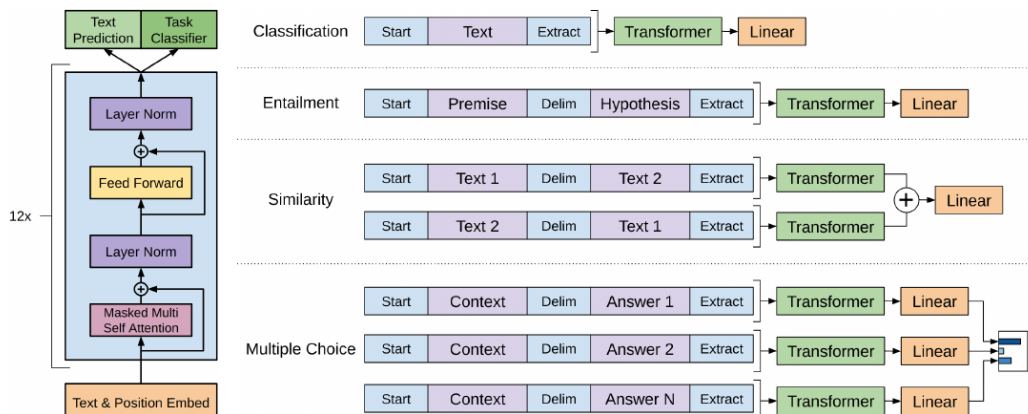 Text Prediction
Task Classifier
12x
Layer Norm
+
Feed Forward
Layer Norm
+
Masked Multi
Self Attention
Text & Position Embed
Classification
Start Text Extract Transformer Linear
Entailment
Start Premise Delim Hypothesis Extract Transformer Linear
Similarity
Start Text 1 Delim Text 2 Extract Transformer
+ Linear
Start Text 2 Delim Text 1 Extract Transformer
Multiple Choice
Start Context Delim Answer 1 Extract Transformer Linear
Start Context Delim Answer 2 Extract Transformer Linear
Start Context Delim Answer N Extract Transformer Linear